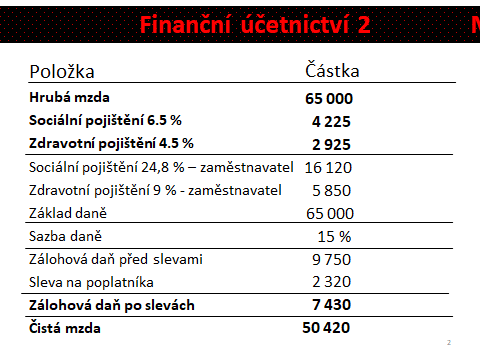 Finanční účetnictví 2
Položka Částka
Hrubá mzda 65 000
Sociální pojištění 6.5 % 4 225
Zdravotní pojištění 4.5 % 2 925
Sociální pojištění 24,8 % – zaměstnavatel 16 120
Zdravotní pojištění 9 % - zaměstnavatel 5 850
Základ daně 65 000
Sazba daně 15 %
Zálohová daň před slevami 9 750
Sleva na poplatníka 2 320
Zálohová daň po slevách 7 430
Čistá mzda 50 420
2